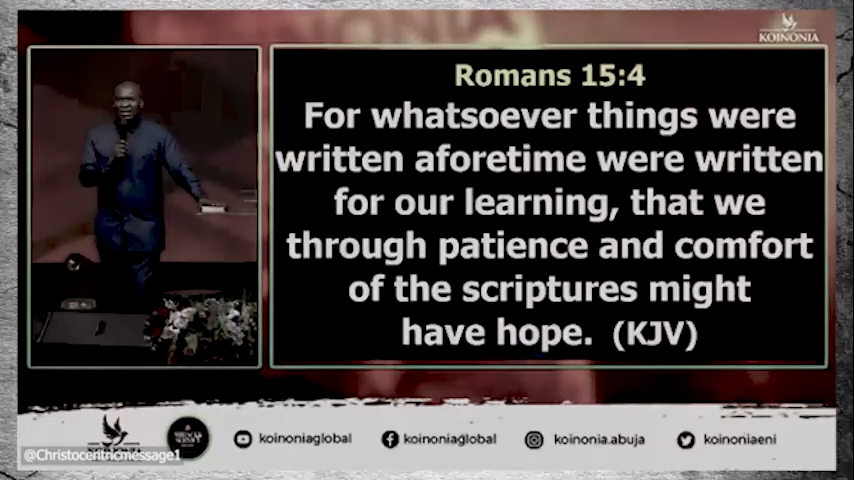 KOINONIA
Romans 15:4
For whatsoever things were
written aforetime were written
for our learning, that we
through patience and comfort
of the scriptures might
have hope. (KJV)
koinoniaglobal
koinoniaglobal
koinonia.abuja
koinoniaeni
@Christocentricmessage1